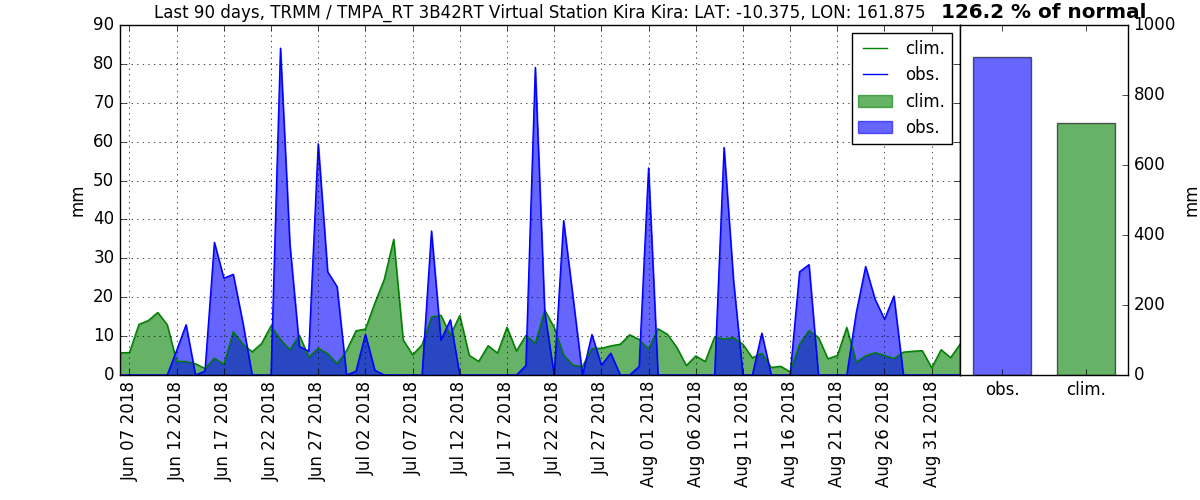 Last 90 days, TRMM / TMPA_RT 3B42RT Virtual Station Kira Kira: LAT: -10.375, LON: 161.875 126.2 % of normal
90
80
70
60
50
40
30
20
10
0
mm
clim.
obs.
clim.
obs.
Jun 07 2018
Jun 12 2018
Jun 17 2018
Jun 22 2018
Jun 27 2018
Jul 02 2018
Jul 07 2018
Jul 12 2018
Jul 17 2018
Jul 22 2018
Jul 27 2018
Aug 01 2018
Aug 06 2018
Aug 11 2018
Aug 16 2018
Aug 21 2018
Aug 26 2018
Aug 31 2018
1000
800
600
400
200
0
mm
obs.
clim.